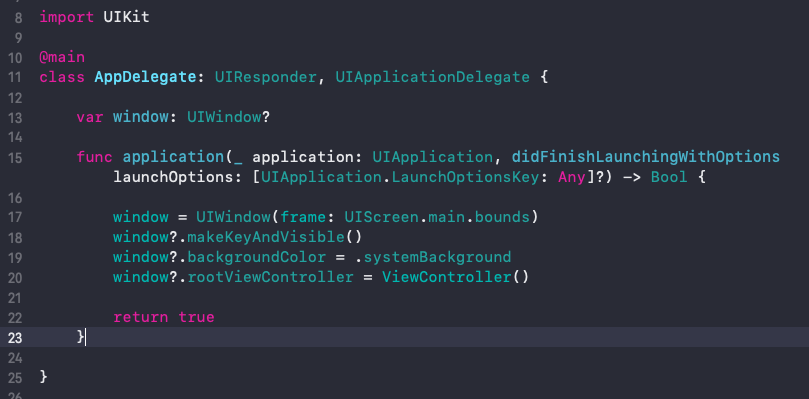 8 import UIKit
9
10 @main
11 class AppDelegate: UIResponder, UIApplicationDelegate {
12
13 var window: UIWindow?
14
15 func application(_ application: UIApplication, didFinishLaunchingWithOptions
launchOptions: [UIApplication.LaunchOptionsKey: Any]?) -> Bool {
16
17 window = UIWindow(frame: UIScreen.main.bounds)
18 window?.makeKeyAndVisible()
19 window?.backgroundColor = .systemBackground
20 window?.rootViewController = ViewController()
21
22 return true
23 }
24
25 }
26